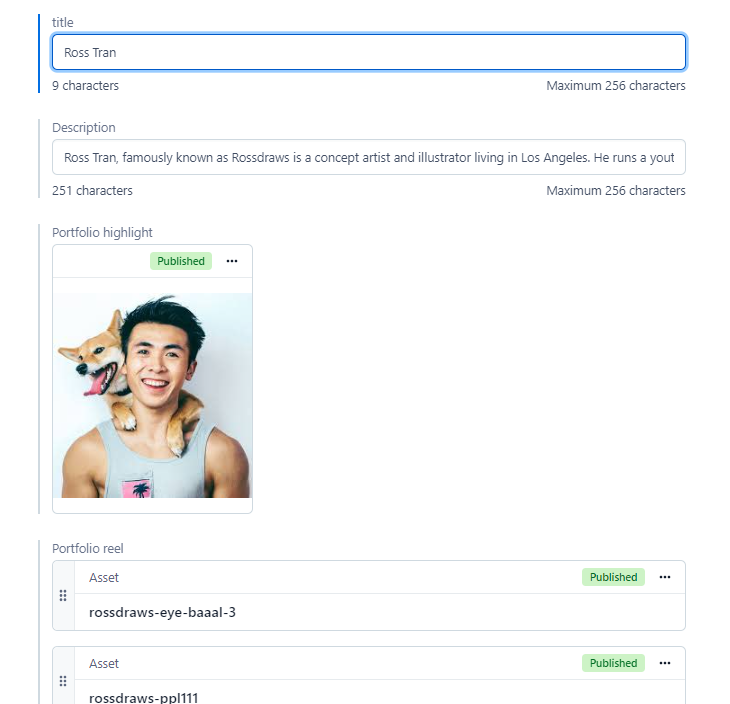 title
Ross Tran
9 characters
Maximum 256 characters
Description
Ross Tran, famously known as Rossdraws is a concept artist and illustrator living in Los Angeles. He runs a yout
251 characters
Maximum 256 characters
Portfolio highlight
Published
Portfolio reel
Asset
Published
rossdraws-eye-baaal-3
Asset
Published
rossdraws-ppl111